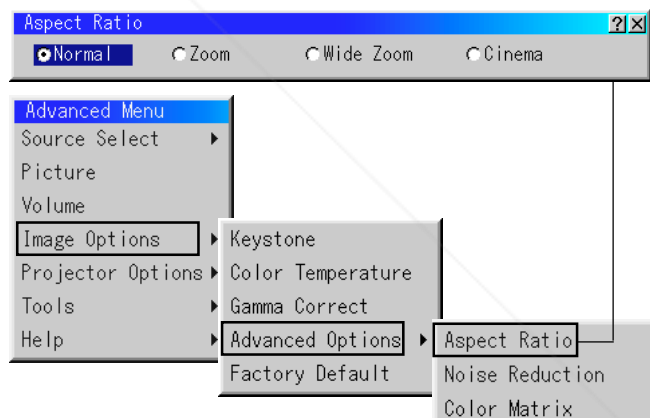 Aspect Ratio
Normal Zoom Wide Zoom Cinema
Advanced Menu
Source Select
Picture
Volume
Image Options
Projector Options
Tools
Help
Keystone
Color Temperature
Gamma Correct
Advanced Options
Factory Default
Aspect Ratio
Noise Reduction
Color Matrix